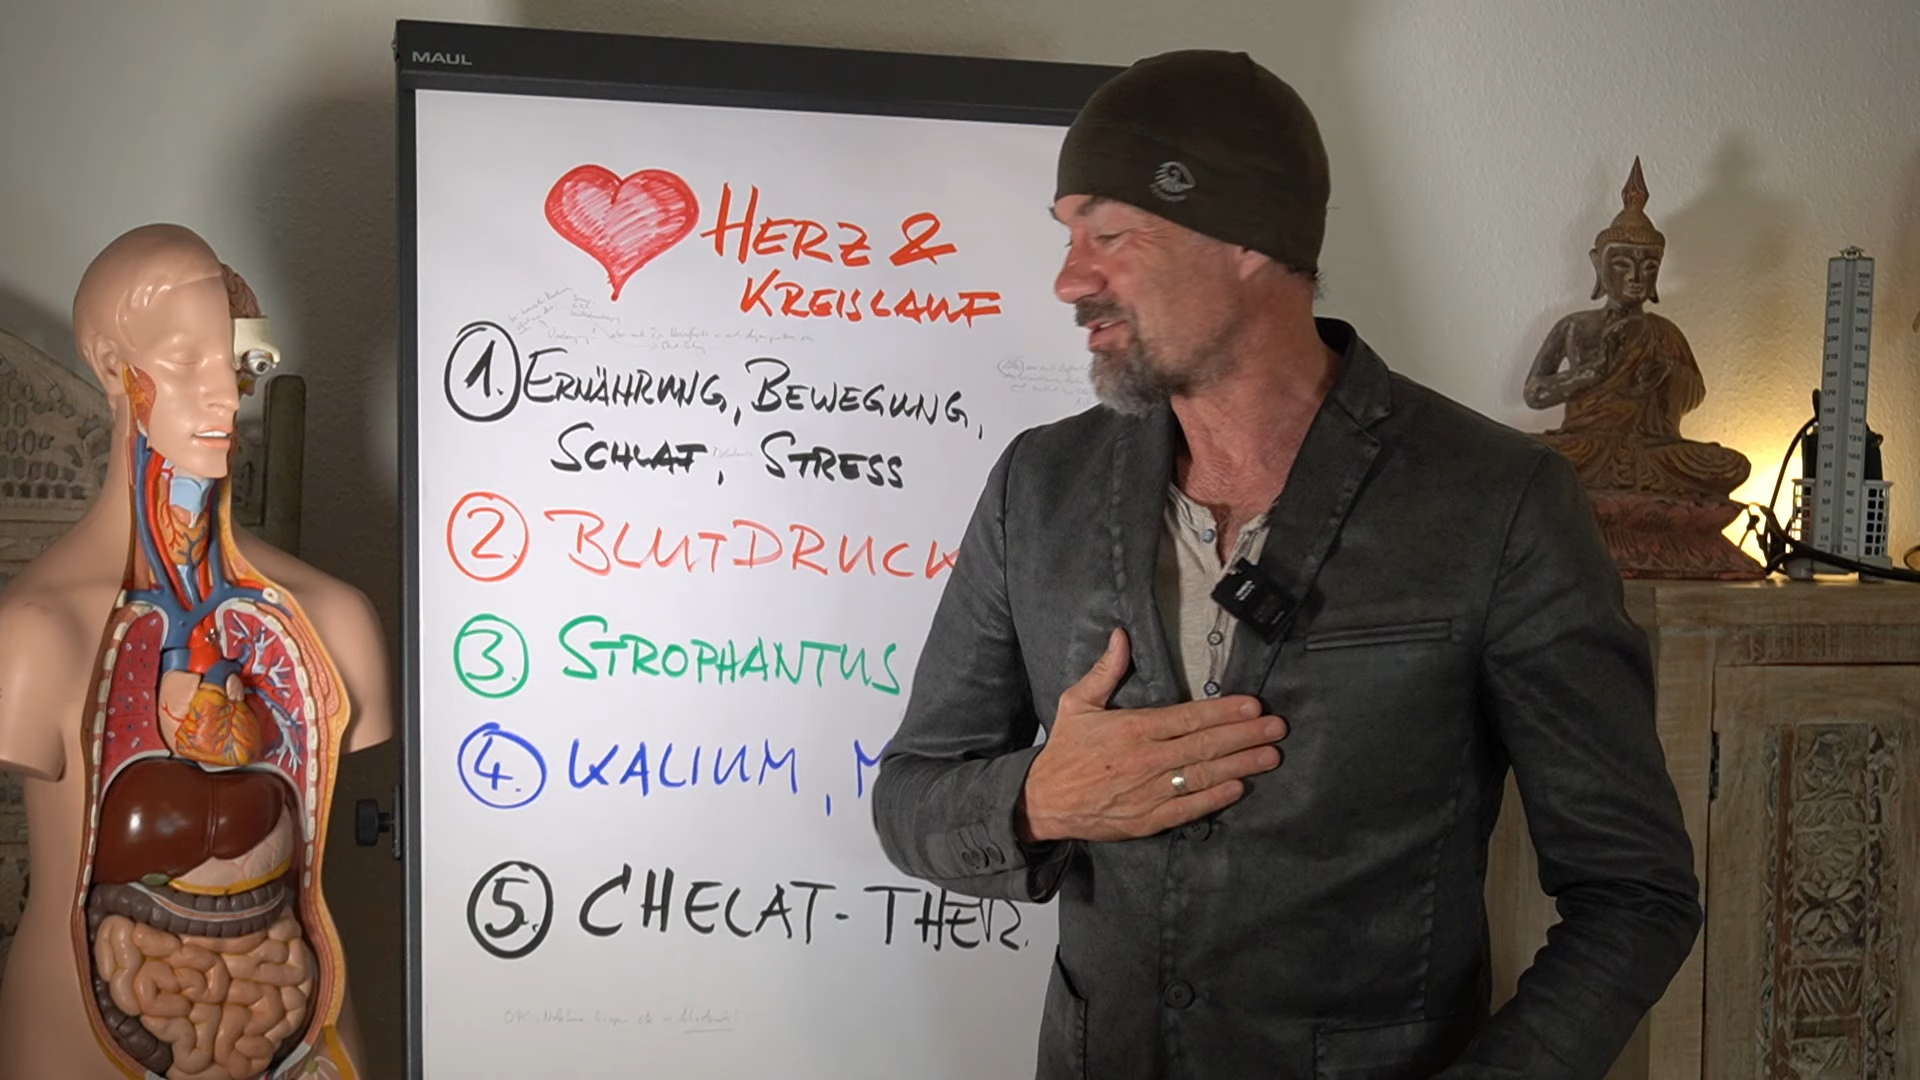 MAUL
HERZ &
KREISLAUF
1. ERNÄHRUNG, BEWEGUNG,
SCHLAF, STRESS
2. BLUTDRUCK
3. STROPHANTUS
4. KALIUM, M
5. CHELAT-THER.